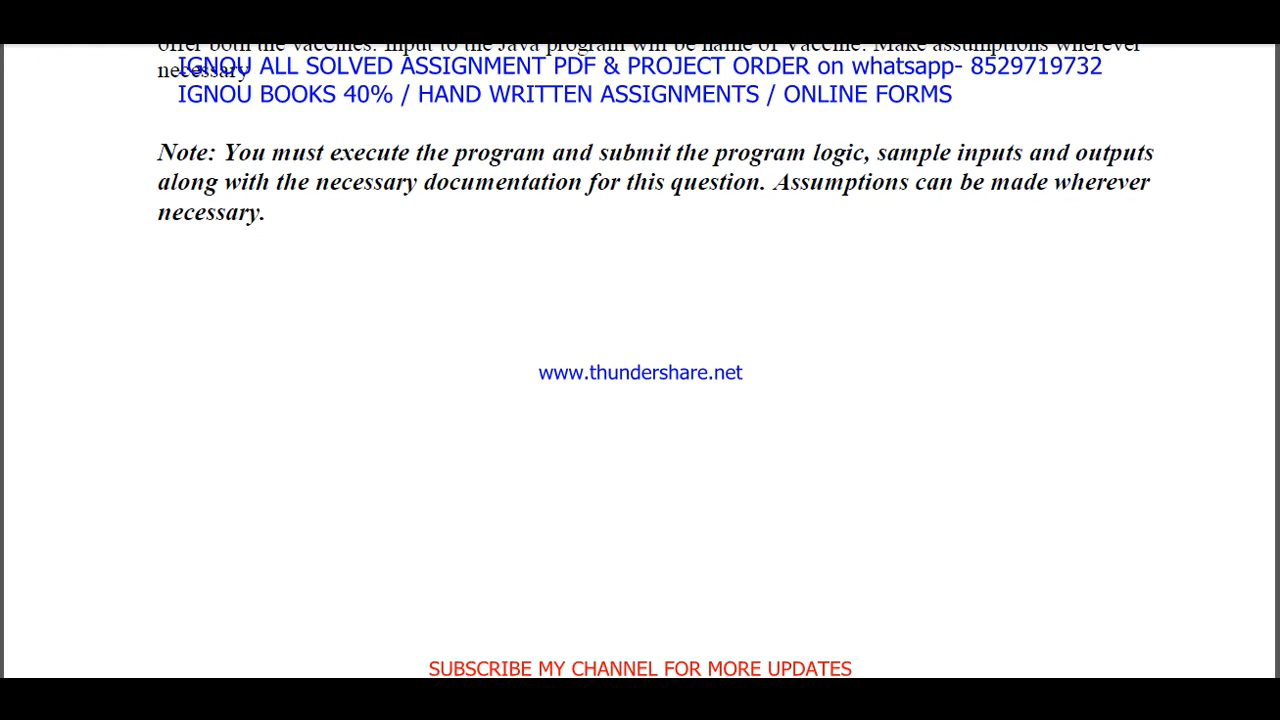 offer both the vaccines. Input to the Java program will be name of Vaccine. Make assumptions wherever
necessary
IGNOU ALL SOLVED ASSIGNMENT PDF & PROJECT ORDER on whatsapp- 8529719732
IGNOU BOOKS 40% / HAND WRITTEN ASSIGNMENTS / ONLINE FORMS
Note: You must execute the program and submit the program logic, sample inputs and outputs
along with the necessary documentation for this question. Assumptions can be made wherever
necessary.
www.thundershare.net
SUBSCRIBE MY CHANNEL FOR MORE UPDATES